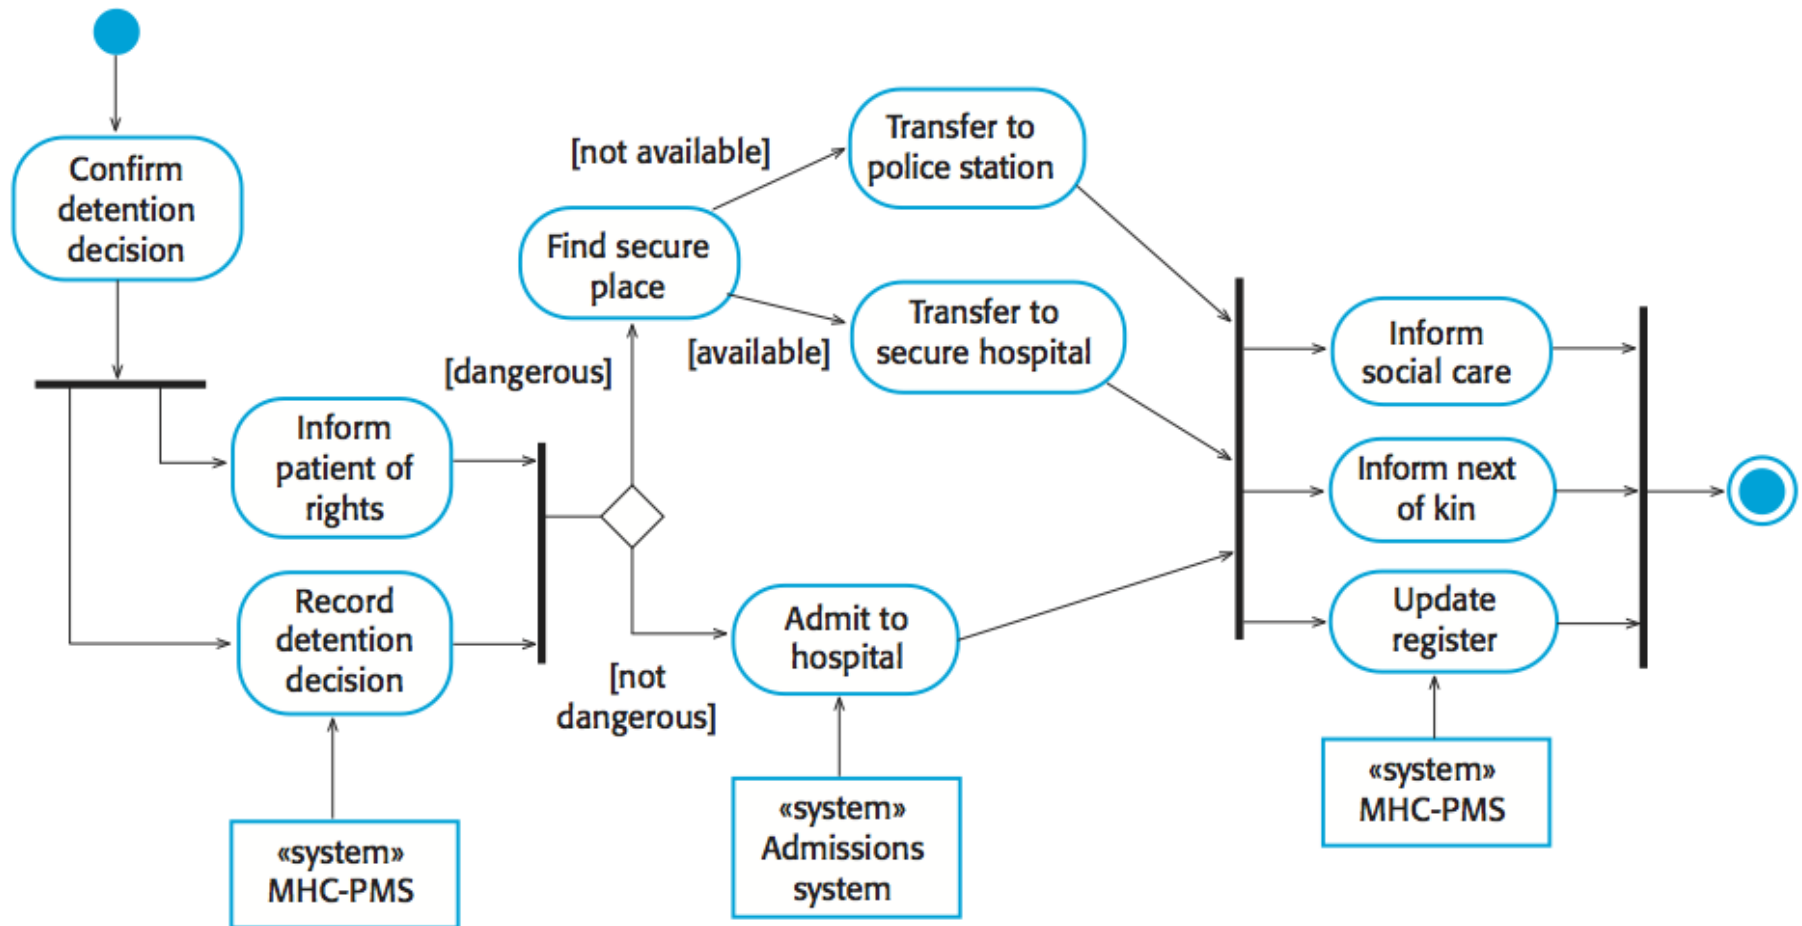 Confirm
detention
decision
Inform
patient of
rights
Record
detention
decision
«system»
MHC-PMS
[dangerous]
[not
dangerous]
Find secure
place
[not available]
[available]
Transfer to
police station
Transfer to
secure hospital
Admit to
hospital
«system»
Admissions
system
Inform
social care
Inform next
of kin
Update
register
«system»
MHC-PMS